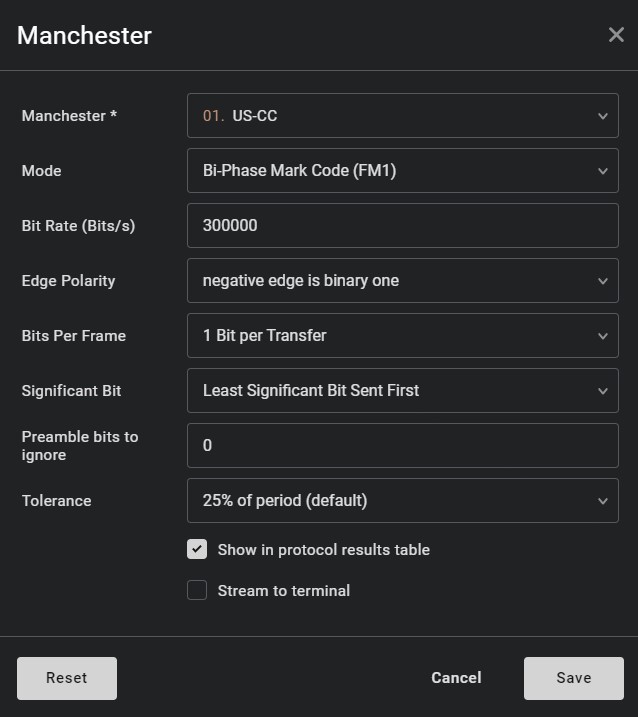 Manchester
Manchester * 01. US-CC
Mode Bi-Phase Mark Code (FM1)
Bit Rate (Bits/s) 300000
Edge Polarity negative edge is binary one
Bits Per Frame 1 Bit per Transfer
Significant Bit Least Significant Bit Sent First
Preamble bits to
ignore 0
Tolerance 25% of period (default)
Show in protocol results table
Stream to terminal
Reset Cancel Save